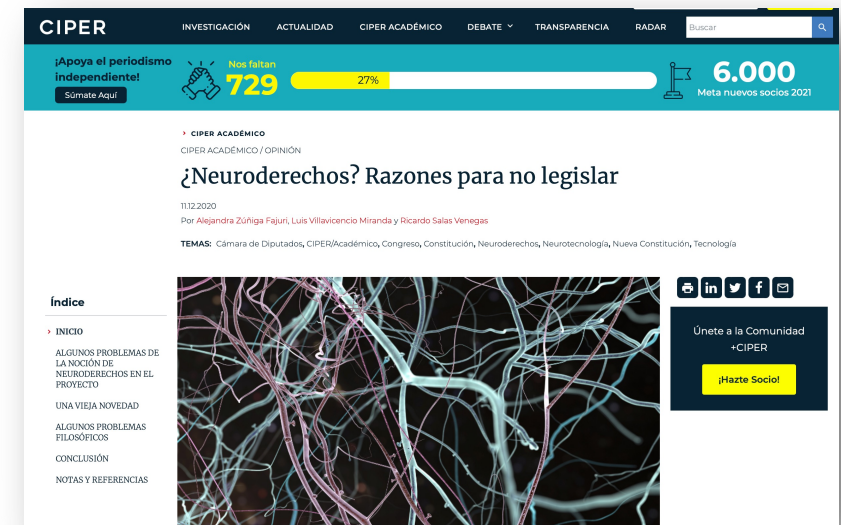 CIPER
INVESTIGACIÓN ACTUALIDAD CIPER ACADÉMICO DEBATE TRANSPARENCIA RADAR Buscar
¡Apoya el periodismo
independiente!
Súmate Aquí
Nos faltan
729
27%
6.000
Meta nuevos socios 2021
CIPER ACADÉMICO
CIPER ACADÉMICO / OPINIÓN
¿Neuroderechos? Razones para no legislar
11.12.2020
Por Alejandra Zúñiga Fajuri, Luis Villavicencio Miranda y Ricardo Salas Venegas
TEMAS: Cámara de Diputados, CIPER/Académico, Congreso, Constitución, Neuroderechos, Neurotecnología, Nueva Constitución, Tecnología
Índice
INICIO
ALGUNOS PROBLEMAS DE
LA NOCIÓN DE
NEURODERECHOS EN EL
PROYECTO
UNA VIEJA NOVEDAD
ALGUNOS PROBLEMAS
FILOSÓFICOS
CONCLUSIÓN
NOTAS Y REFERENCIAS
Únete a la Comunidad
+CIPER
¡Hazte Socio!